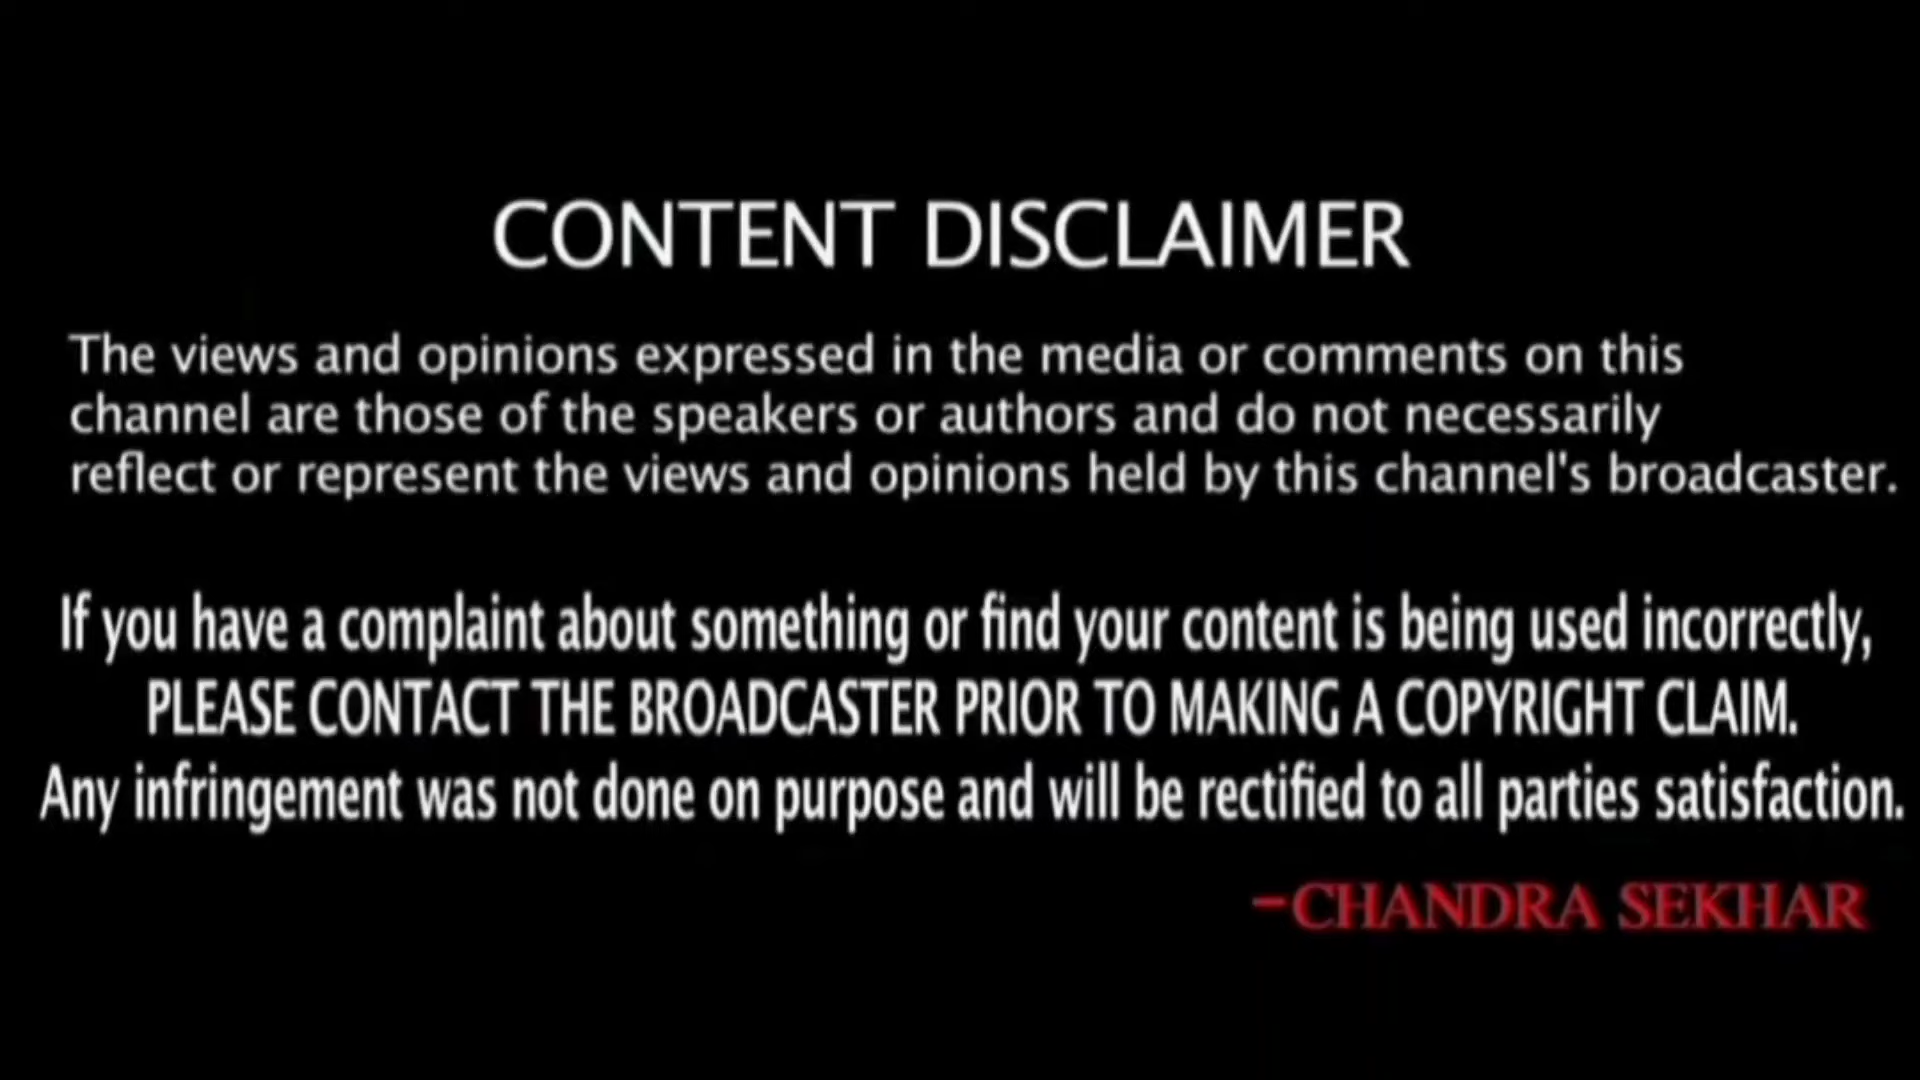 CONTENT DISCLAIMER
The views and opinions expressed in the media or comments on this
channel are those of the speakers or authors and do not necessarily
reflect or represent the views and opinions held by this channel's broadcaster.
If you have a complaint about something or find your content is being used incorrectly,
PLEASE CONTACT THE BROADCASTER PRIOR TO MAKING A COPYRIGHT CLAIM.
Any infringement was not done on purpose and will be rectified to all parties satisfaction.
-CHANDRA SEKHAR